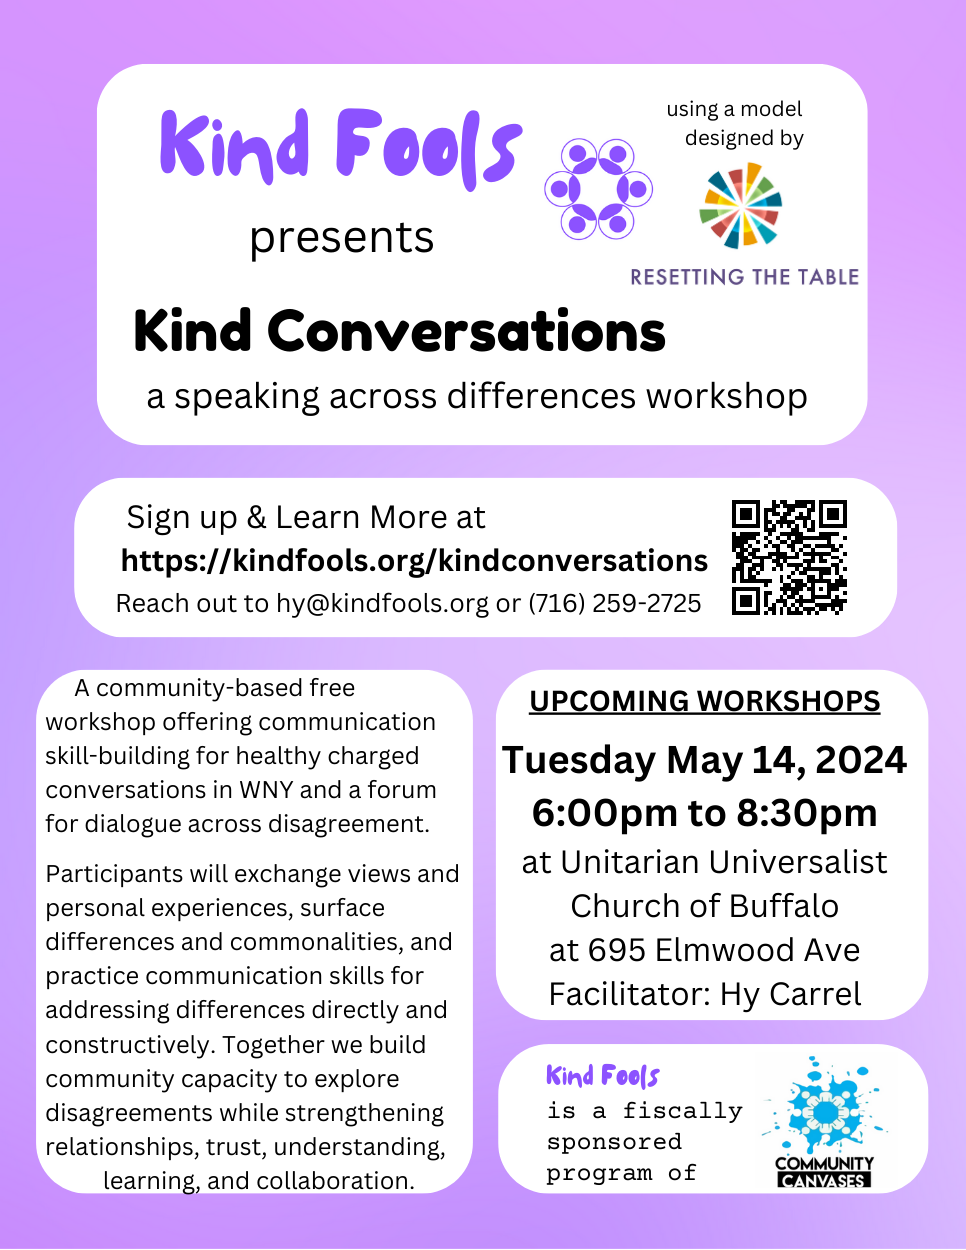 Kind Fools
presents
using a model
designed by
RESETTING THE TABLE
Kind Conversations
a speaking across differences workshop
Sign up & Learn More at
https://kindfools.org/kindconversations
Reach out to hy@kindfools.org or (716) 259-2725
A community-based free
workshop offering communication
skill-building for healthy charged
conversations in WNY and a forum
for dialogue across disagreement.
Participants will exchange views and
personal experiences, surface
differences and commonalities, and
practice communication skills for
addressing differences directly and
constructively. Together we build
community capacity to explore
disagreements while strengthening
relationships, trust, understanding,
learning, and collaboration.
UPCOMING WORKSHOPS
Tuesday May 14, 2024
6:00pm to 8:30pm
at Unitarian Universalist
Church of Buffalo
at 695 Elmwood Ave
Facilitator: Hy Carrel
Kind Fools
is a fiscally
sponsored
program of
COMMUNITY
CANVASES